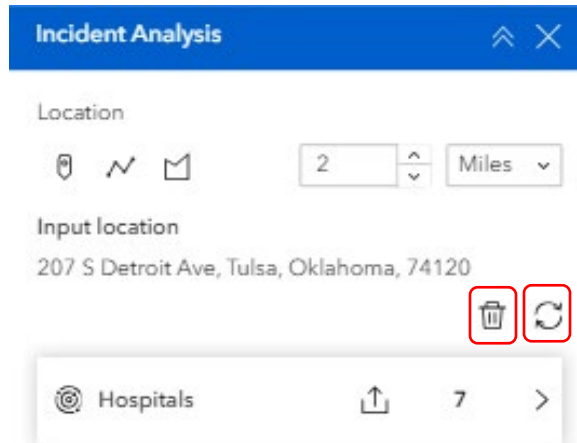 Incident Analysis
Location
2 Miles
Input location
207 S Detroit Ave, Tulsa, Oklahoma, 74120
Hospitals 7